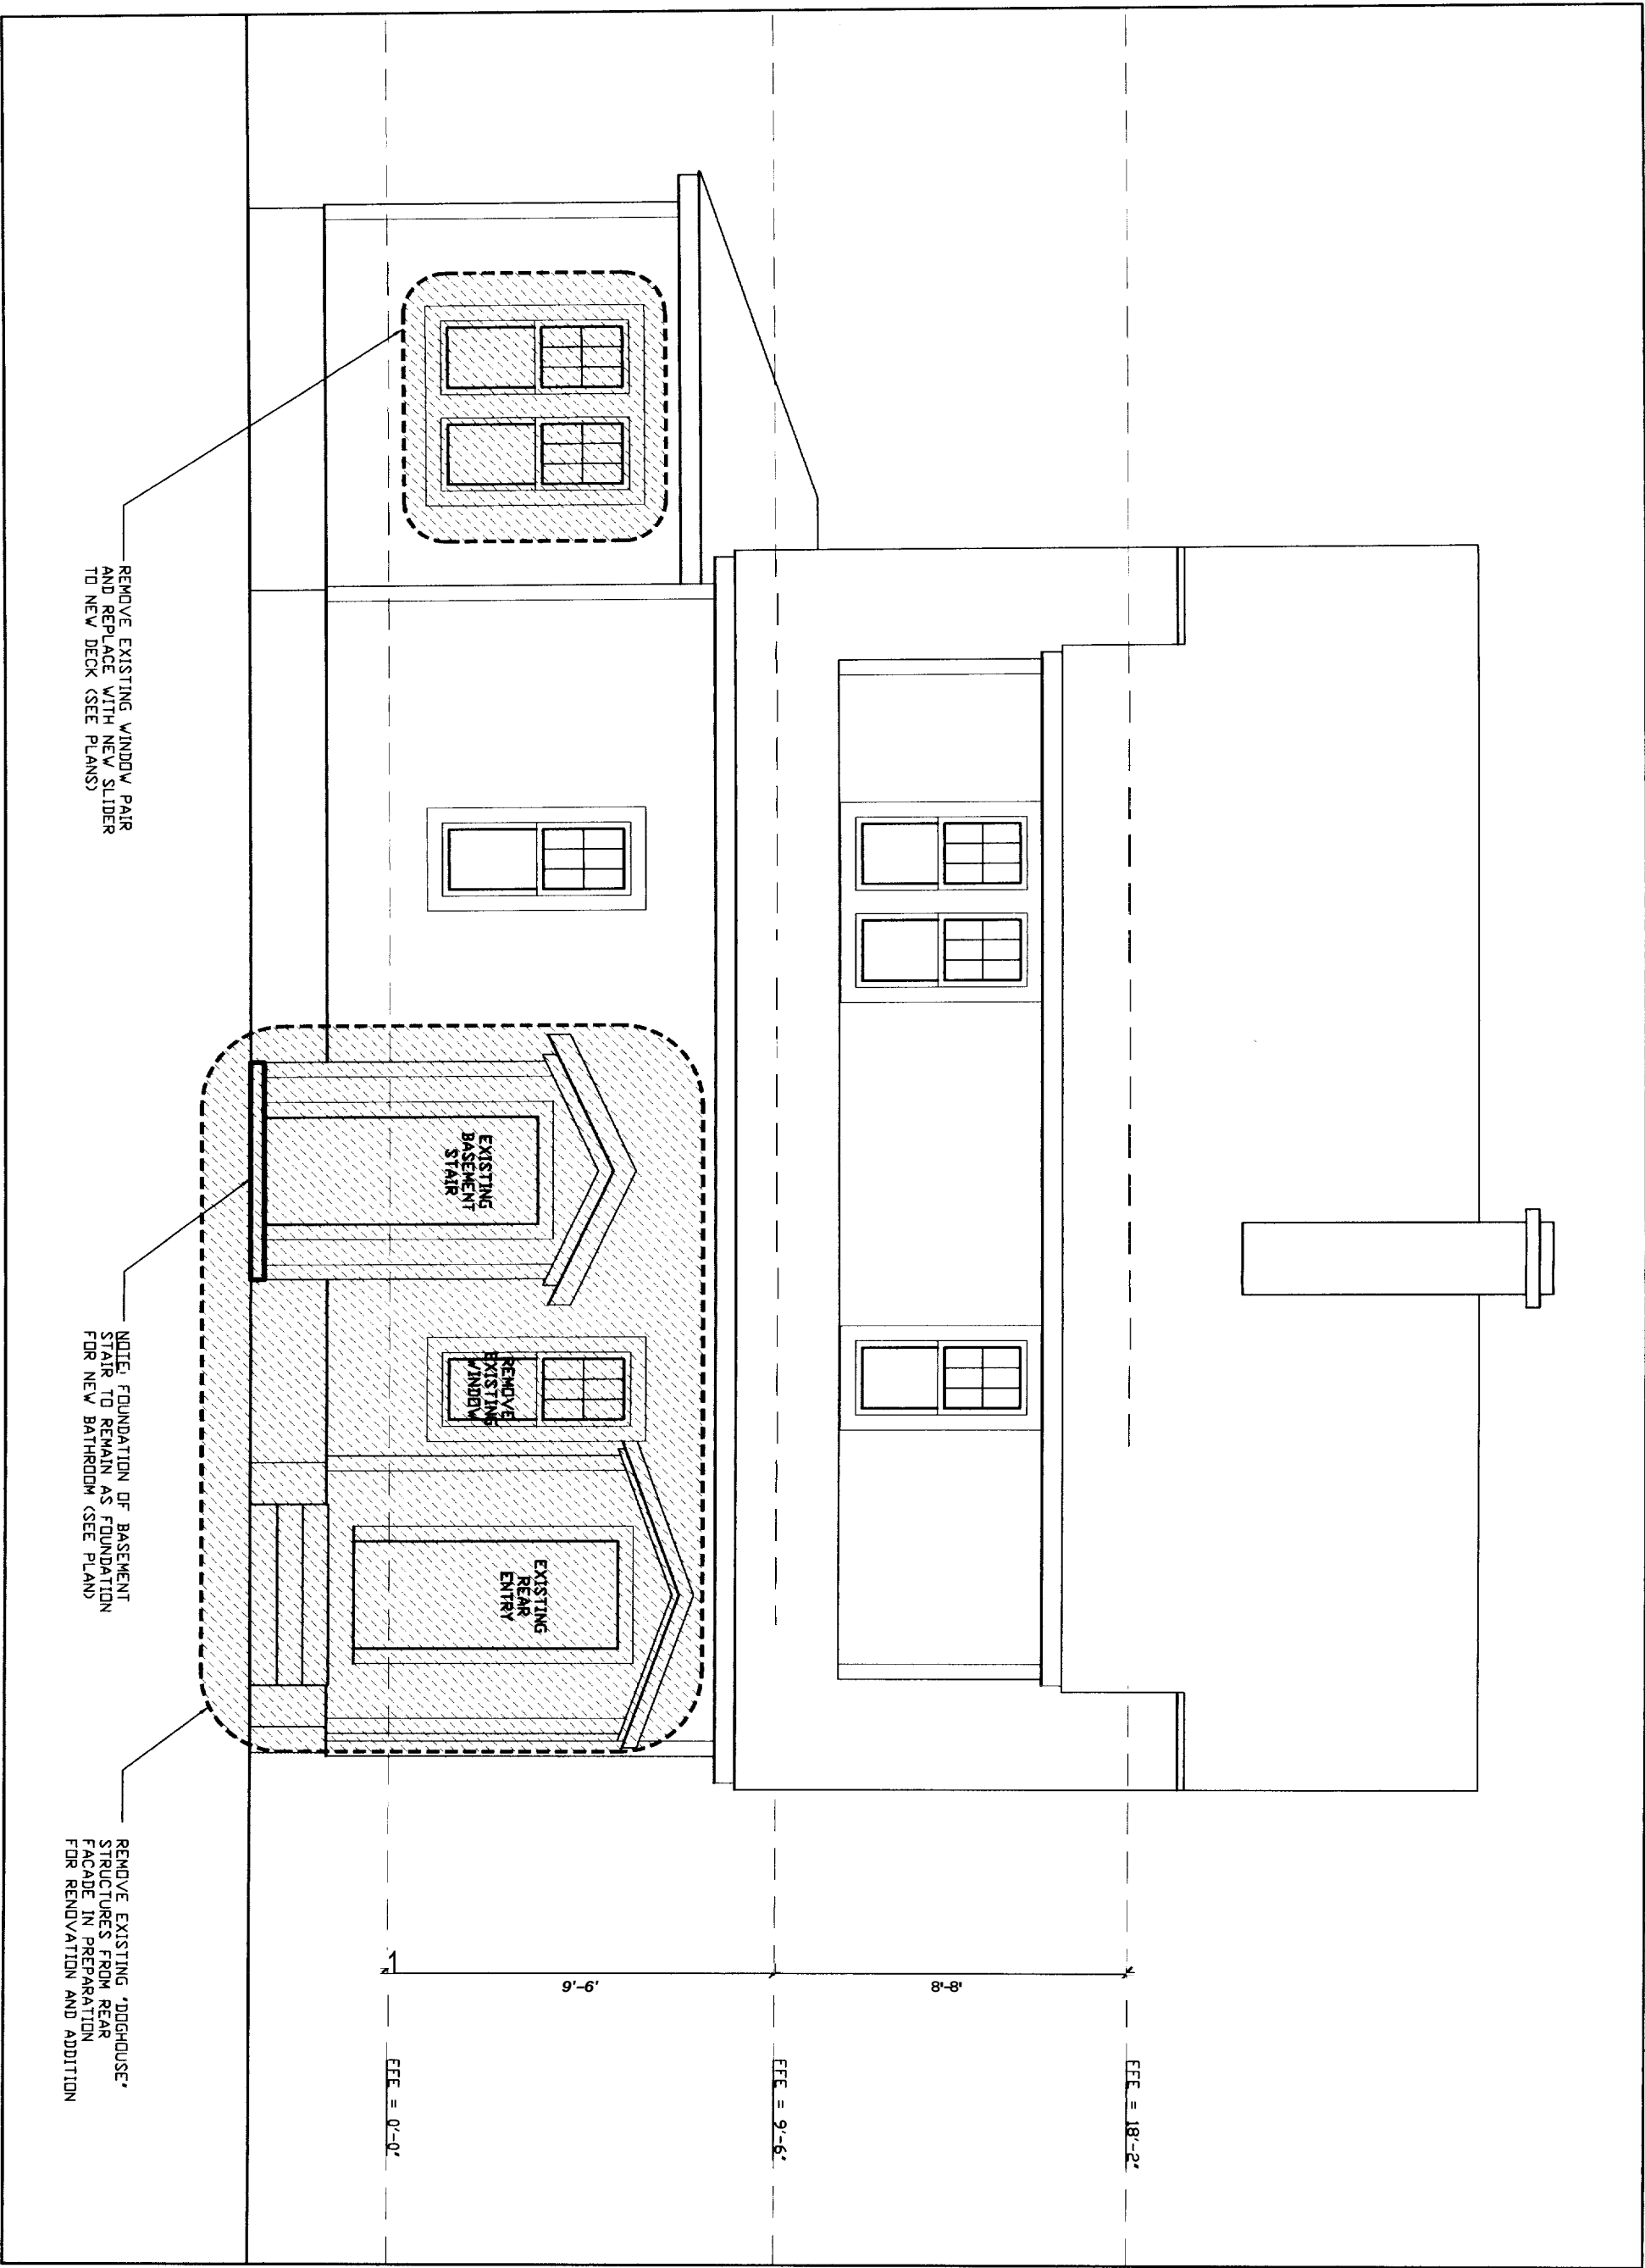 FFE = 18'-2"
8'-8"
FFE = 9'-6"
9'-6"
FFE = 0'-0"
EXISTING
BASEMENT
STAIR
REMOVE
EXISTING
WINDOW
EXISTING
REAR
ENTRY
REMOVE EXISTING WINDOW PAIR
AND REPLACE WITH NEW SLIDER
TO NEW DECK (SEE PLANS)
NOTE: FOUNDATION OF BASEMENT
STAIR TO REMAIN AS FOUNDATION
FOR NEW BATHROOM (SEE PLAN)
REMOVE EXISTING "DOGHOUSE"
STRUCTURES FROM REAR
FACADE IN PREPARATION
FOR RENOVATION AND ADDITION